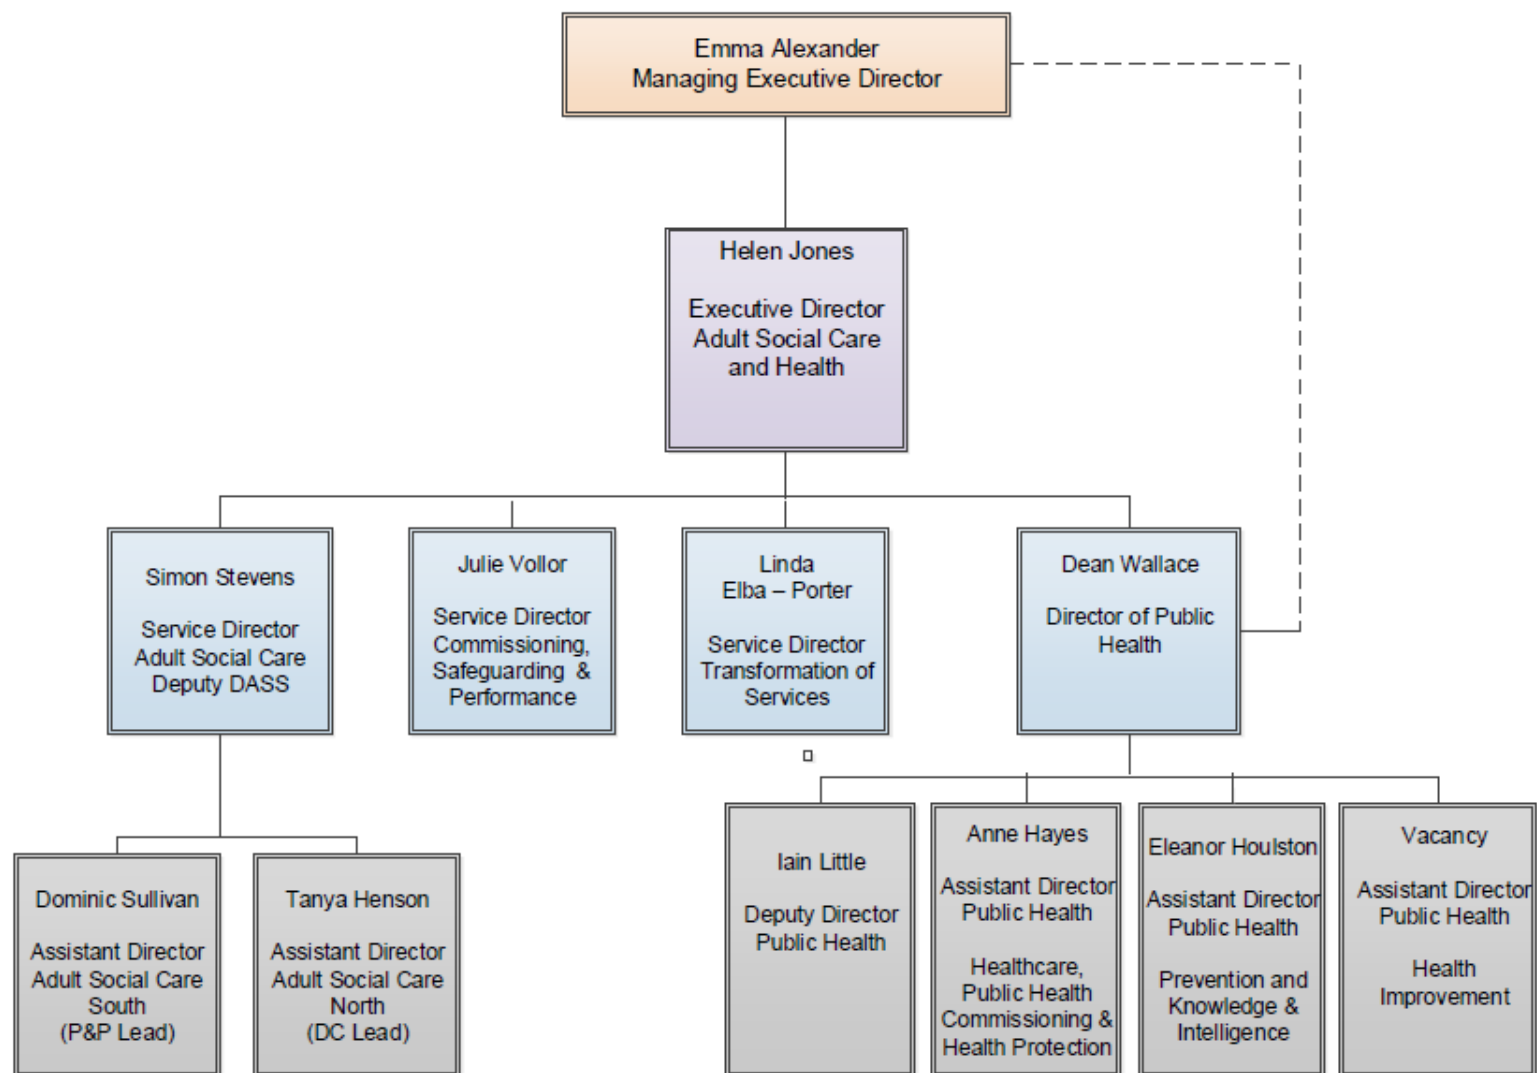 Emma Alexander
Managing Executive Director
Helen Jones
Executive Director
Adult Social Care
and Health
Simon Stevens
Service Director
Adult Social Care
Deputy DASS
Julie Vollor
Service Director
Commissioning,
Safeguarding &
Performance
Linda
Elba – Porter
Service Director
Transformation of
Services
Dean Wallace
Director of Public
Health
Dominic Sullivan
Assistant Director
Adult Social Care
South
(P&P Lead)
Tanya Henson
Assistant Director
Adult Social Care
North
(DC Lead)
Iain Little
Deputy Director
Public Health
Anne Hayes
Assistant Director
Public Health
Healthcare,
Public Health
Commissioning &
Health Protection
Eleanor Houlston
Assistant Director
Public Health
Prevention and
Knowledge &
Intelligence
Vacancy
Assistant Director
Public Health
Health
Improvement